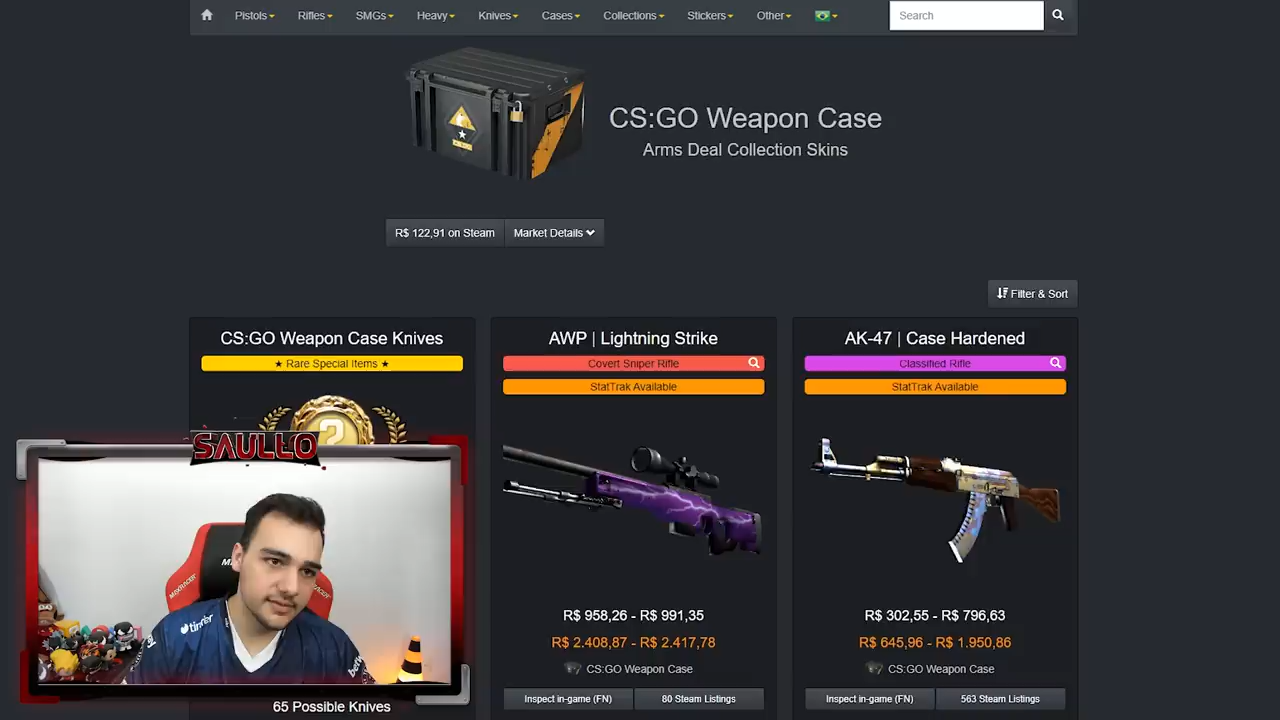 Pistols Rifles SMGs Heavy Knives Cases Collections Stickers Other Search
CS:GO Weapon Case
Arms Deal Collection Skins
R$ 122,91 on Steam Market Details
Filter & Sort
CS:GO Weapon Case Knives
★ Rare Special Items ★
?
65 Possible Knives
AWP | Lightning Strike
Covert Sniper Rifle
StatTrak Available
R$ 958,26 - R$ 991,35
R$ 2.408,87 - R$ 2.417,78
CS:GO Weapon Case
Inspect in-game (FN) 80 Steam Listings
AK-47 | Case Hardened
Classified Rifle
StatTrak Available
R$ 302,55 - R$ 796,63
R$ 645,96 - R$ 1.950,86
CS:GO Weapon Case
Inspect in-game (FN) 563 Steam Listings
SAULLO
MAXRACER
tinter